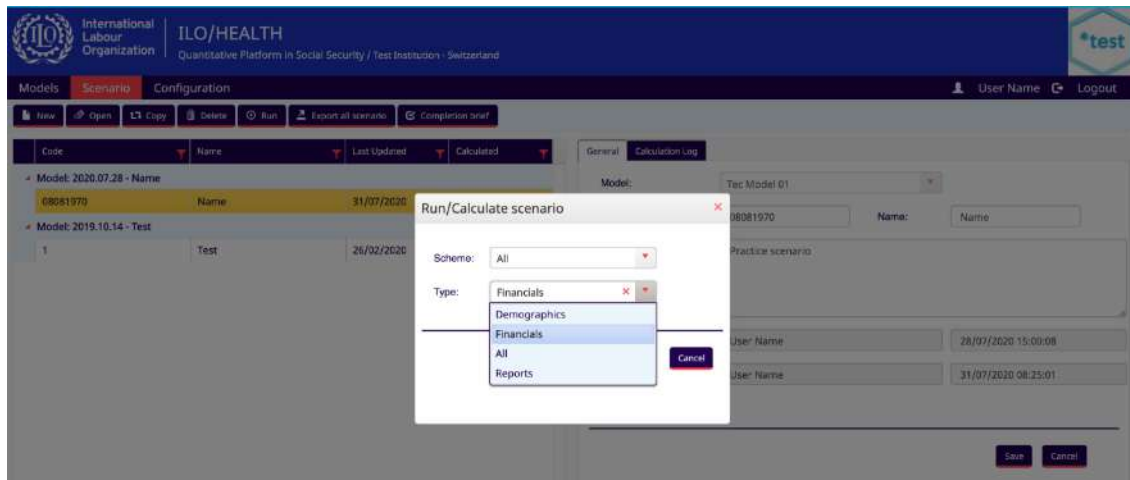 International
Labour
Organization
ILO/HEALTH
Quantitative Platform in Social Security / Test Institution - Switzerland
*test
Models Scenario Configuration User Name Logout
New Open Copy Delete Run Export all scenario Completion brief
Code Name Last Updated Calculated
General Calculation Log
Model: 2020.07.28 - Name
Model: Tec Model 01
08081970 Name 31/07/2020
08081970 Name: Name
Model: 2019.10.14 - Test
1 Test 26/02/2020
Practice scenario
Run/Calculate scenario
Scheme: All
Type: Financials
Demographics
Financials
All
Reports
Cancel
User Name 28/07/2020 15:00:08
User Name 31/07/2020 08:25:01
Save Cancel